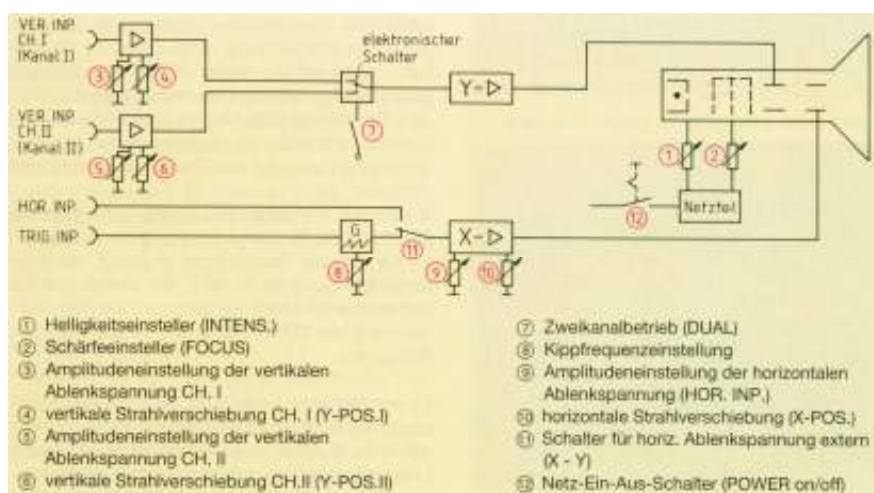 VER. INP.
CH. I
(Kanal I)
③ ④
elektronischer
Schalter
Y-▷
VER. INP.
CH. II
(Kanal II)
⑤ ⑥
⑦
① ②
Netzteil
⑫
HOR. INP.
TRIG. INP.
G
⑧
⑪
X-▷
⑨ ⑩
① Helligkeitseinsteller (INTENS.)
② Schärfeeinsteller (FOCUS)
③ Amplitudeneinstellung der vertikalen
Ablenkspannung CH. I
④ vertikale Strahlverschiebung CH. I (Y-POS.I)
⑤ Amplitudeneinstellung der vertikalen
Ablenkspannung CH. II
⑥ vertikale Strahlverschiebung CH.II (Y-POS.II)
⑦ Zweikanalbetrieb (DUAL)
⑧ Kippfrequenzeinstellung
⑨ Amplitudeneinstellung der horizontalen
Ablenkspannung (HOR. INP.)
⑩ horizontale Strahlverschiebung (X-POS.)
⑪ Schalter für horiz. Ablenkspannung extern
(X - Y)
⑫ Netz-Ein-Aus-Schalter (POWER on/off)